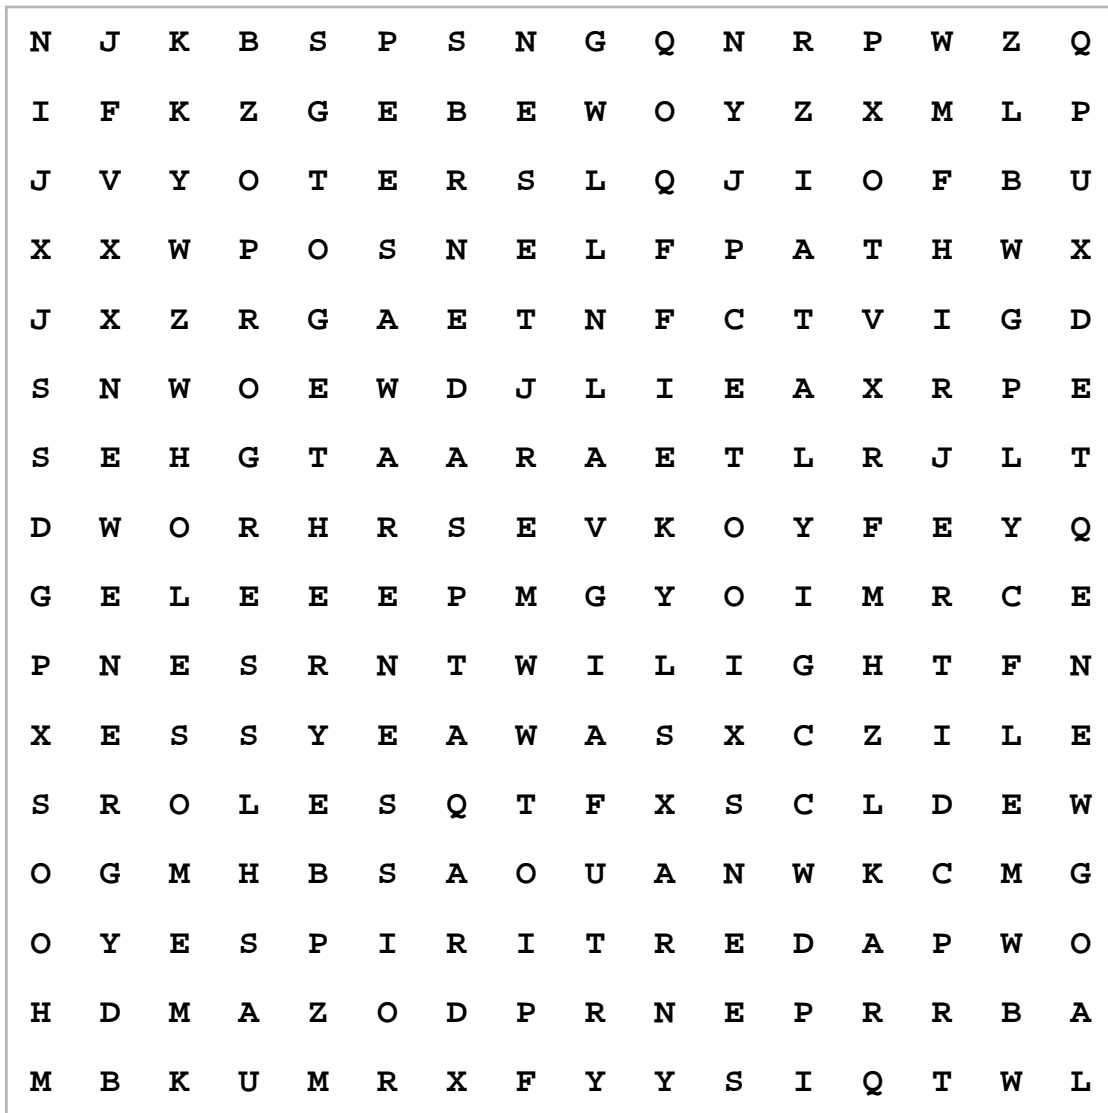 N J K B S P S N G Q N R P W Z Q
I F K Z G E B E W O Y Z X M L P
J V Y O T E R S L Q J I O F B U
X X W P O S N E L F P A T H W X
J X Z R G A E T N F C T V I G D
S N W O E W D J L I E A X R P E
S E H G T A A R A E T L R J L T
D W O R H R S E V K O Y F E Y Q
G E L E E E P M G Y O I M R C E
P N E S R N T W I L I G H T F N
X E S S Y E A W A S X C Z I L E
S R O L E S Q T F X S C L D E W
O G M H B S A O U A N W K C M G
O Y E S P I R I T R E D A P W O
H D M A Z O D P R N E P R R B A
M B K U M R X F Y Y S I Q T W L